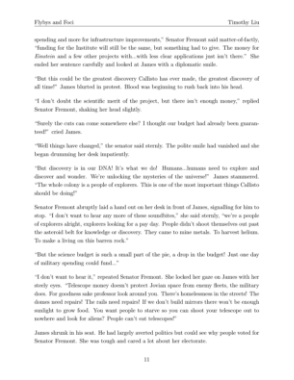 Flybys and Foci Timothy Liu
spending and more for infrastructure improvements," Senator Fremont said matter-of-factly,
"funding for the Institute will still be the same, but something had to give. The money for
Einstein and a few other projects with...with less clear applications just isn't there." She
ended her sentence carefully and looked at James with a diplomatic smile.
"But this could be the greatest discovery Callisto has ever made, the greatest discovery of
all time!" James blurted in protest. Blood was beginning to rush back into his head.
"I don't doubt the scientific merit of the project, but there isn't enough money," replied
Senator Fremont, shaking her head slightly.
"Surely the cuts can come somewhere else? I thought our budget had already been guaran-
teed!" cried James.
"Well things have changed," the senator said sternly. The polite smile had vanished and she
began drumming her desk impatiently.
"But discovery is in our DNA! It's what we do! Humans...humans need to explore and
discover and wonder. We're unlocking the mysteries of the universe!" James stammered.
"The whole colony is a people of explorers. This is one of the most important things Callisto
should be doing!"
Senator Fremont abruptly laid a hand out on her desk in front of James, signalling for him to
stop. "I don't want to hear any more of these soundbites," she said sternly, "we're a people
of explorers alright, explorers looking for a pay day. People didn't shoot themselves out past
the asteroid belt for knowledge or discovery. They came to mine metals. To harvest helium.
To make a living on this barren rock."
"But the science budget is such a small part of the pie, a drop in the bucket! Just one day
of military spending could fund..."
"I don't want to hear it," repeated Senator Fremont. She locked her gaze on James with her
steely eyes. "Telescope money doesn't protect Jovian space from enemy fleets, the military
does. For goodness sake professor look around you. There's homelessness in the streets! The
domes need repairs! The rails need repairs! If we don't build mirrors there won't be enough
sunlight to grow food. You want people to starve so you can shoot your telescope out to
nowhere and look for aliens? People can't eat telescopes!"
James shrunk in his seat. He had largely averted politics but could see why people voted for
Senator Fremont. She was tough and cared a lot about her electorate.
11